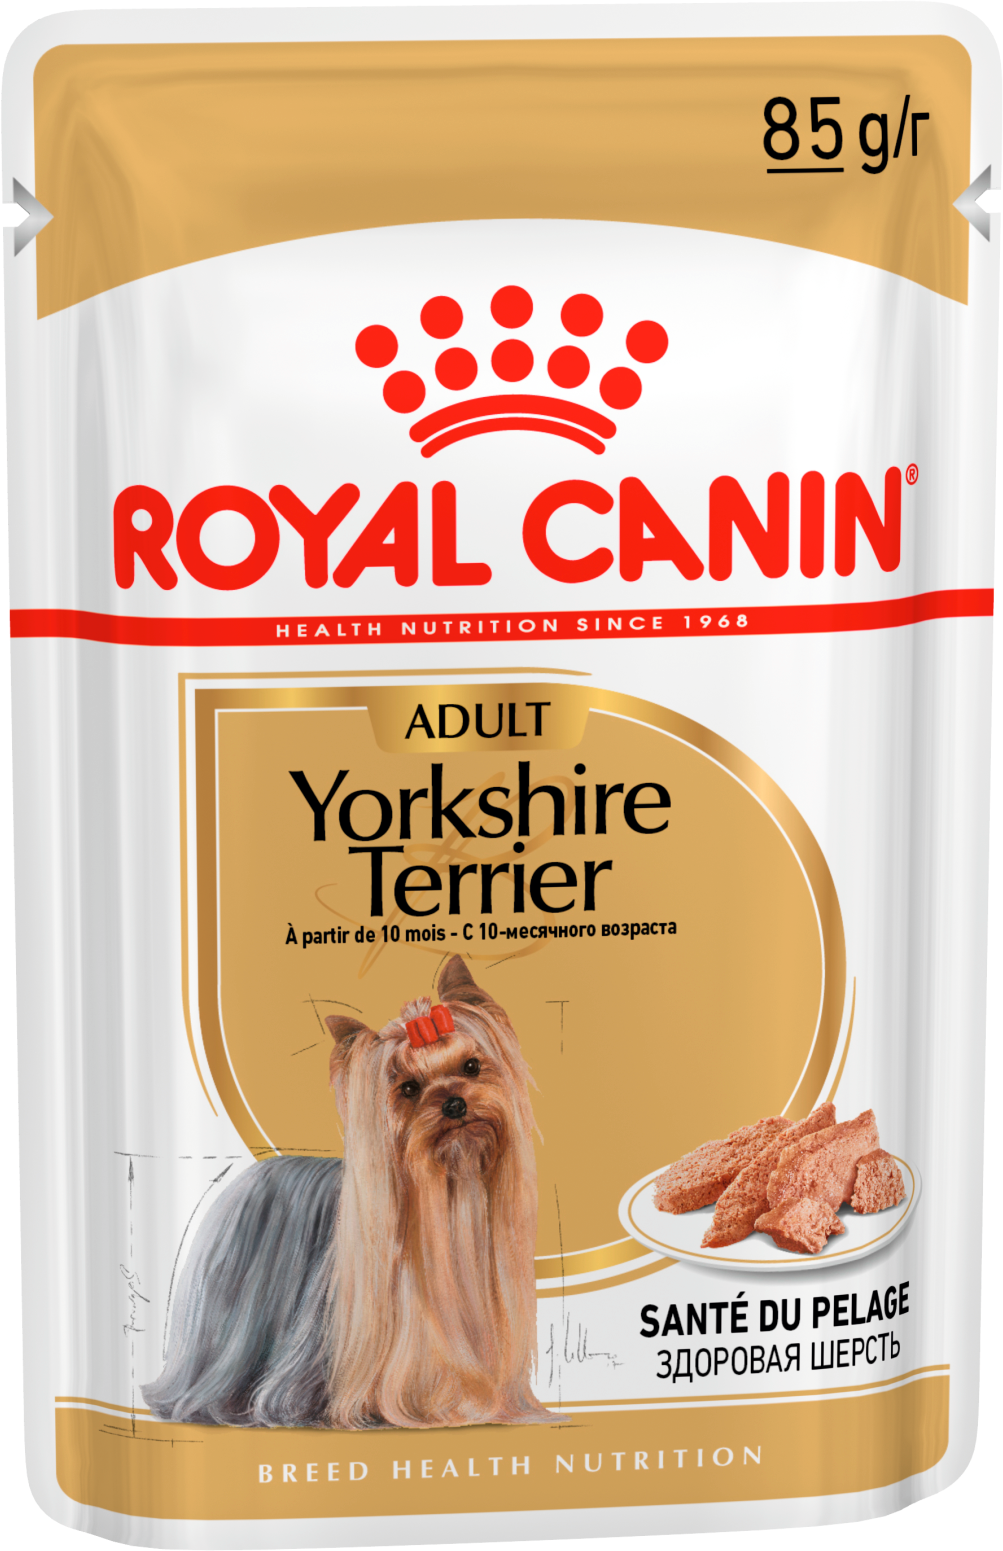 85 g/г
ROYAL CANIN®
HEALTH NUTRITION SINCE 1968
ADULT
Yorkshire
Terrier
À partir de 10 mois - С 10-месячного возраста
SANTÉ DU PELAGE
ЗДОРОВАЯ ШЕРСТЬ
BREED HEALTH NUTRITION